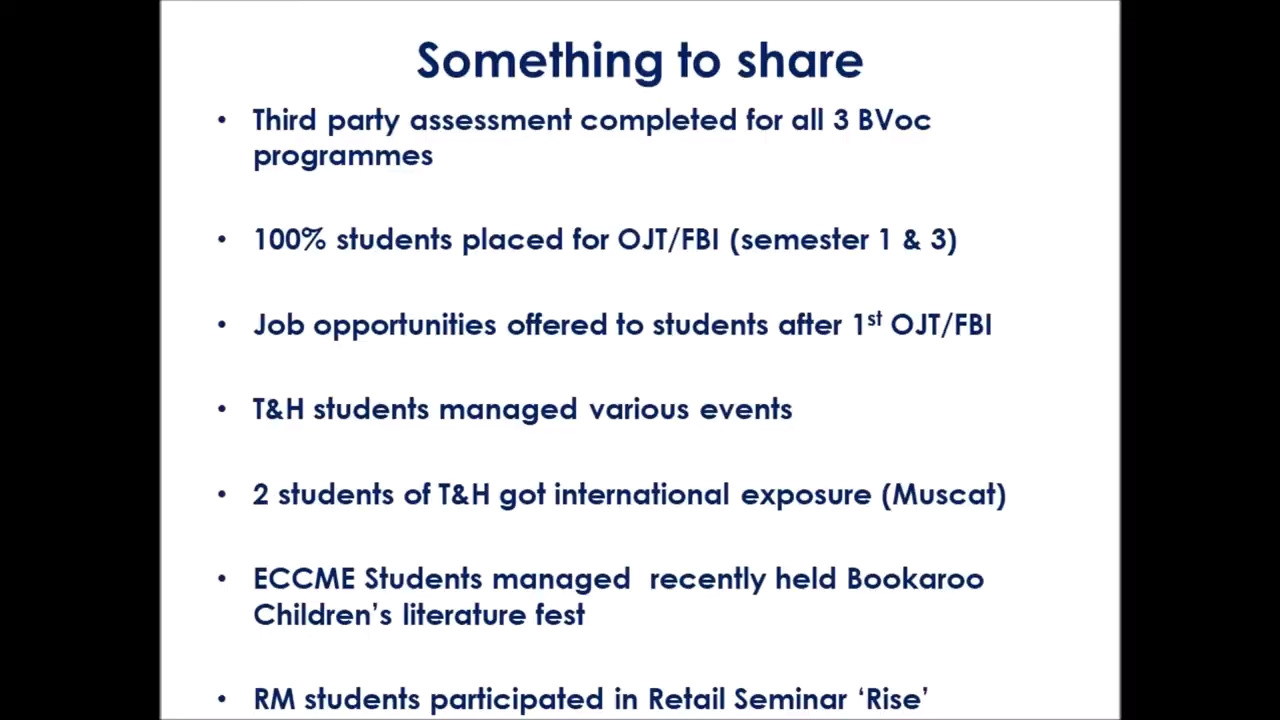 Something to share
• Third party assessment completed for all 3 BVoc
programmes
• 100% students placed for OJT/FBI (semester 1 & 3)
• Job opportunities offered to students after 1st OJT/FBI
• T&H students managed various events
• 2 students of T&H got international exposure (Muscat)
• ECCME Students managed  recently held Bookaroo
Children’s literature fest
• RM students participated in Retail Seminar ‘Rise’